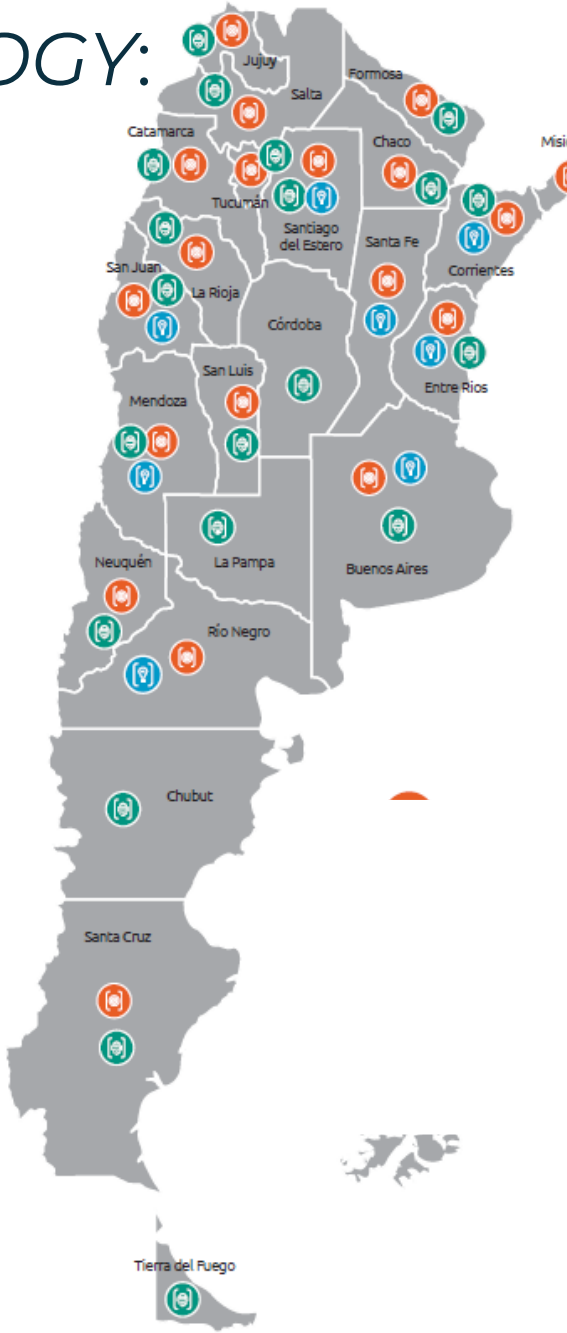 OGY:
Jujuy
Salta
Formosa
Catamarca
Chaco
Tucumán
Santiago
del Estero
Santa Fe
Corrientes
San Juan
La Rioja
Córdoba
San Luis
Mendoza
Entre Rios
Neuquén
La Pampa
Buenos Aires
Río Negro
Chubut
Santa Cruz
Tierra del Fuego